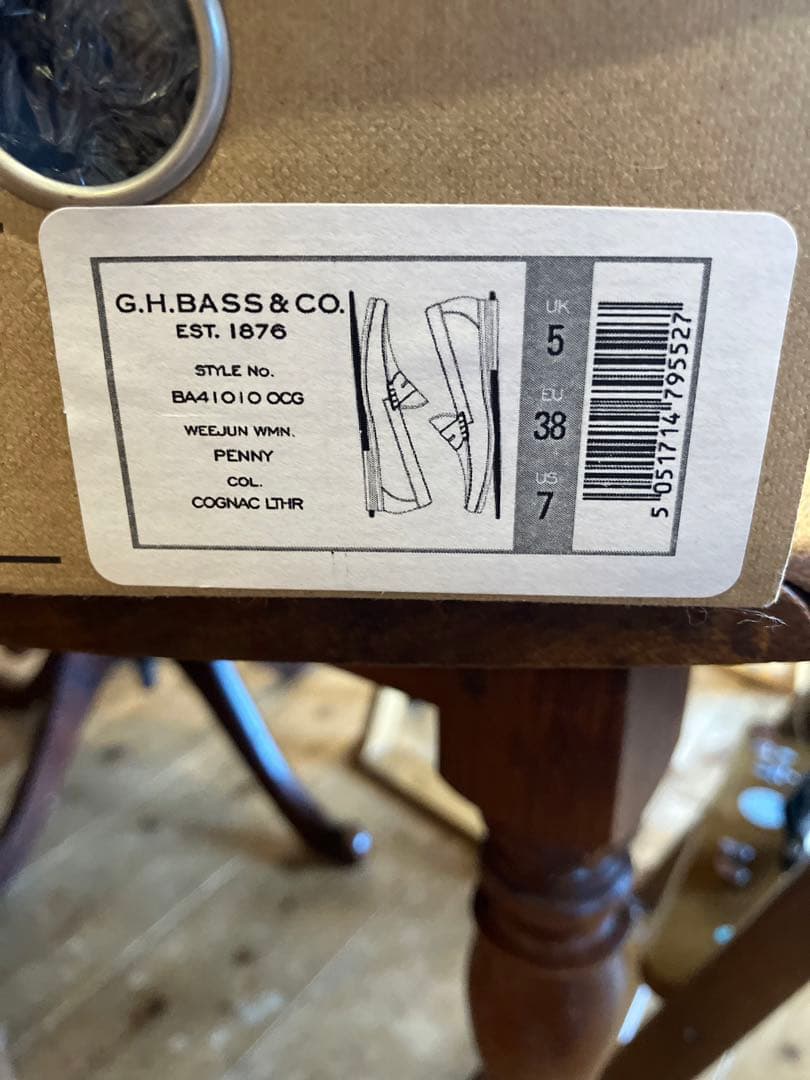 G.H.BASS & CO.
EST. 1876
STYLE No.
BA41010 0CG
WEEJUN WMN.
PENNY
COL.
COGNAC LTHR
UK
5
EU
38
US
7
5 051714 795527